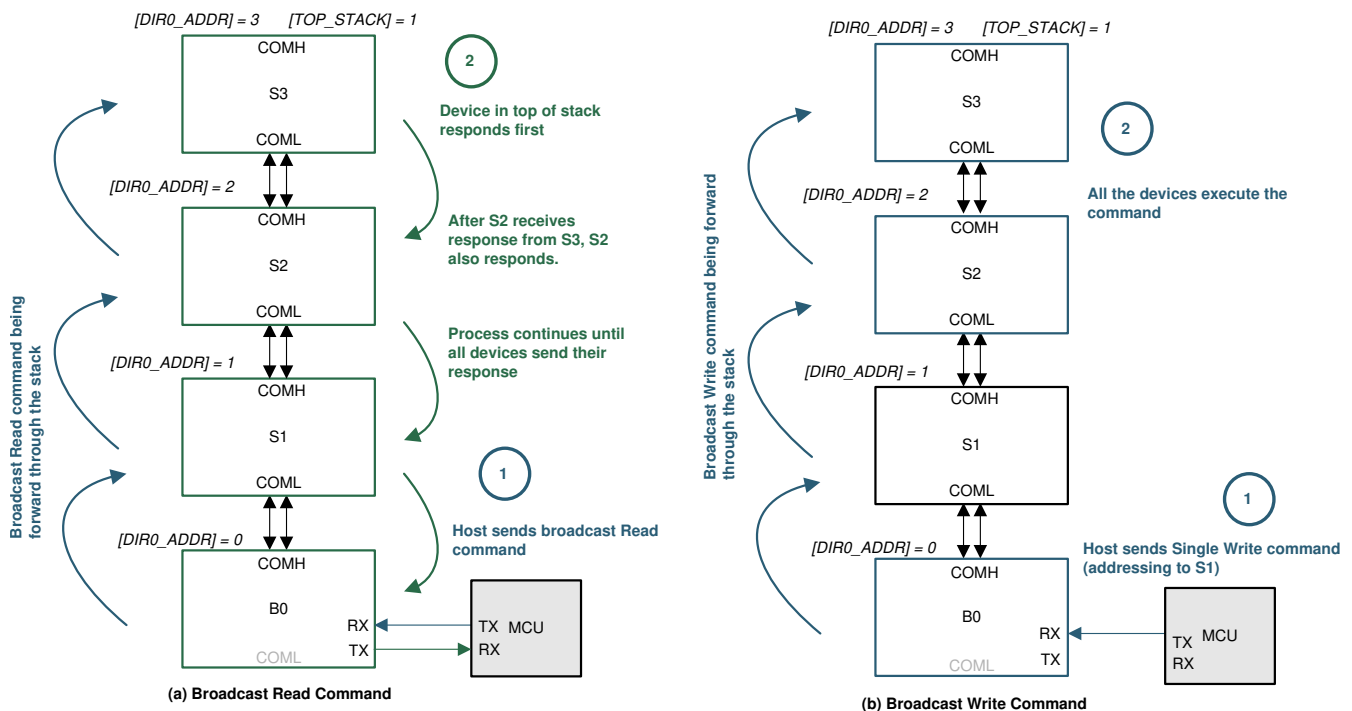 [DIR0_ADDR] = 3 [TOP_STACK] = 1
COMH
S3
COML
2
Device in top of stack
responds first
[DIR0_ADDR] = 2
COMH
S2
COML
After S2 receives
response from S3, S2
also responds.
[DIR0_ADDR] = 1
COMH
S1
COML
Process continues until
all devices send their
response
1
Host sends broadcast Read
command
[DIR0_ADDR] = 0
COMH
B0
RX
TX
COML
TX MCU
RX
Broadcast Read command being
forward through the stack
(a) Broadcast Read Command
[DIR0_ADDR] = 3 [TOP_STACK] = 1
COMH
S3
COML
2
All the devices execute the
command
[DIR0_ADDR] = 2
COMH
S2
COML
[DIR0_ADDR] = 1
COMH
S1
COML
1
Host sends Single Write command
(addressing to S1)
[DIR0_ADDR] = 0
COMH
B0
RX
TX
COML
TX MCU
RX
Broadcast Write command being forward
through the stack
(b) Broadcast Write Command